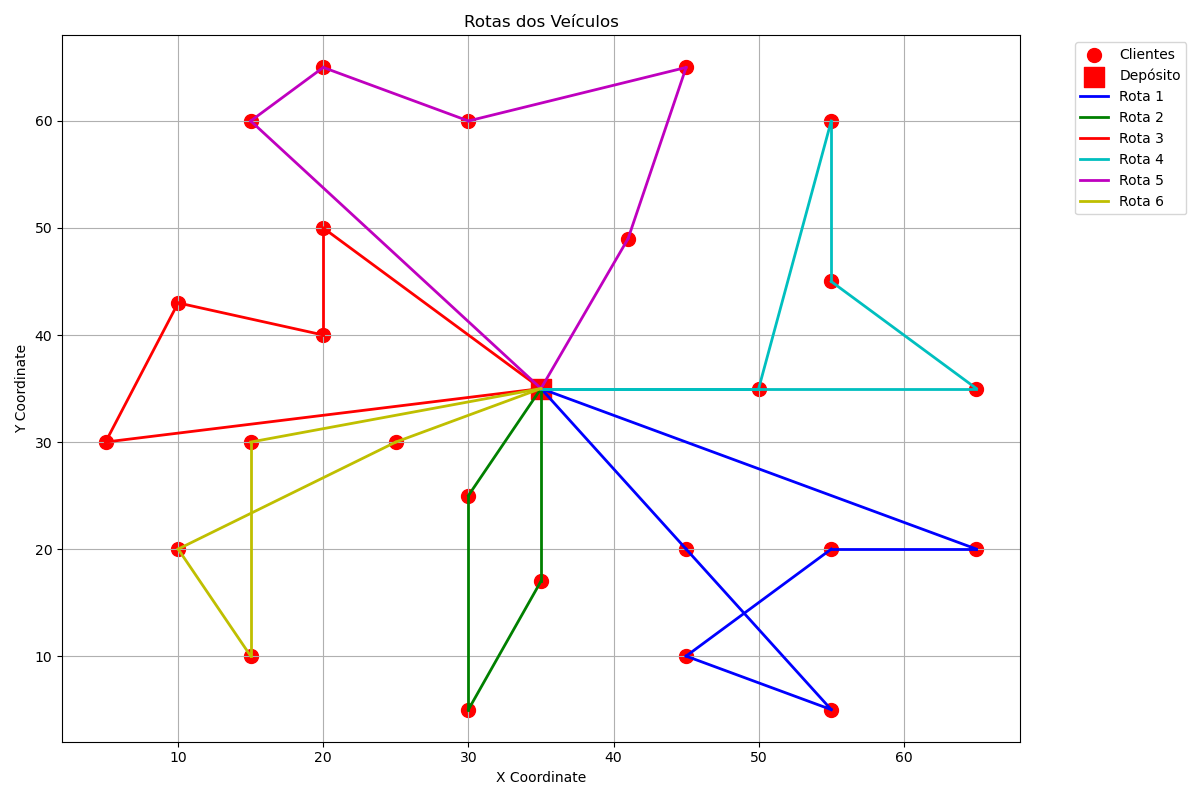 Rotas dos Veículos
Clientes
Depósito
Rota 1
Rota 2
Rota 3
Rota 4
Rota 5
Rota 6
Y Coordinate
60
50
40
30
20
10
10 20 30 40 50 60
X Coordinate